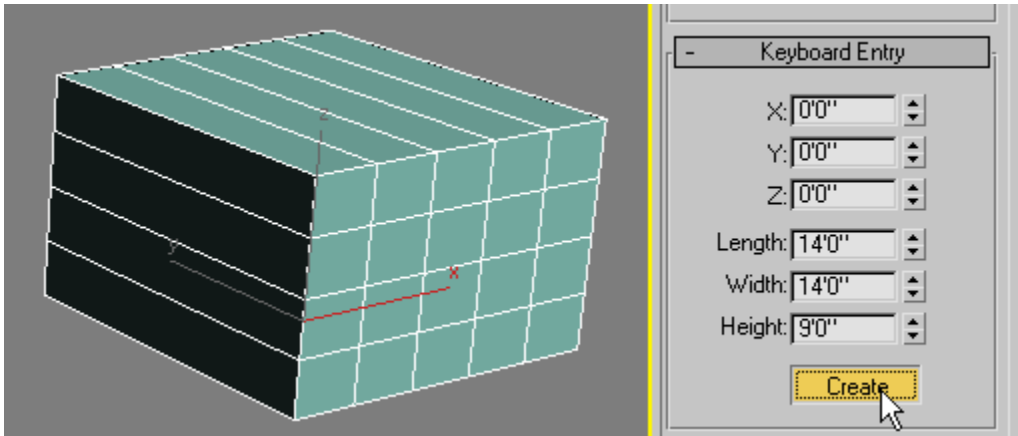 - Keyboard Entry
X: 0'0"
Y: 0'0"
Z: 0'0"
Length: 14'0"
Width: 14'0"
Height: 9'0"
Create
z
y
x